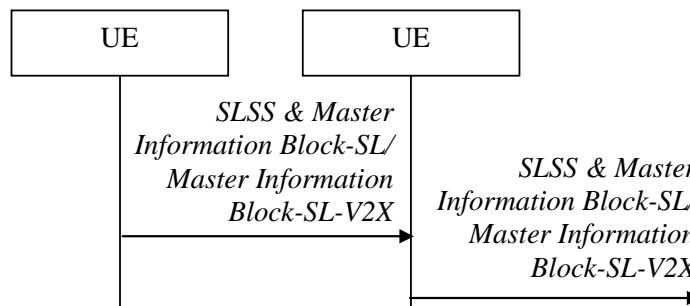 UE
UE
SLSS & Master
Information Block-SL/
Master Information
Block-SL-V2X
SLSS & Master
Information Block-SL/
Master Information
Block-SL-V2X